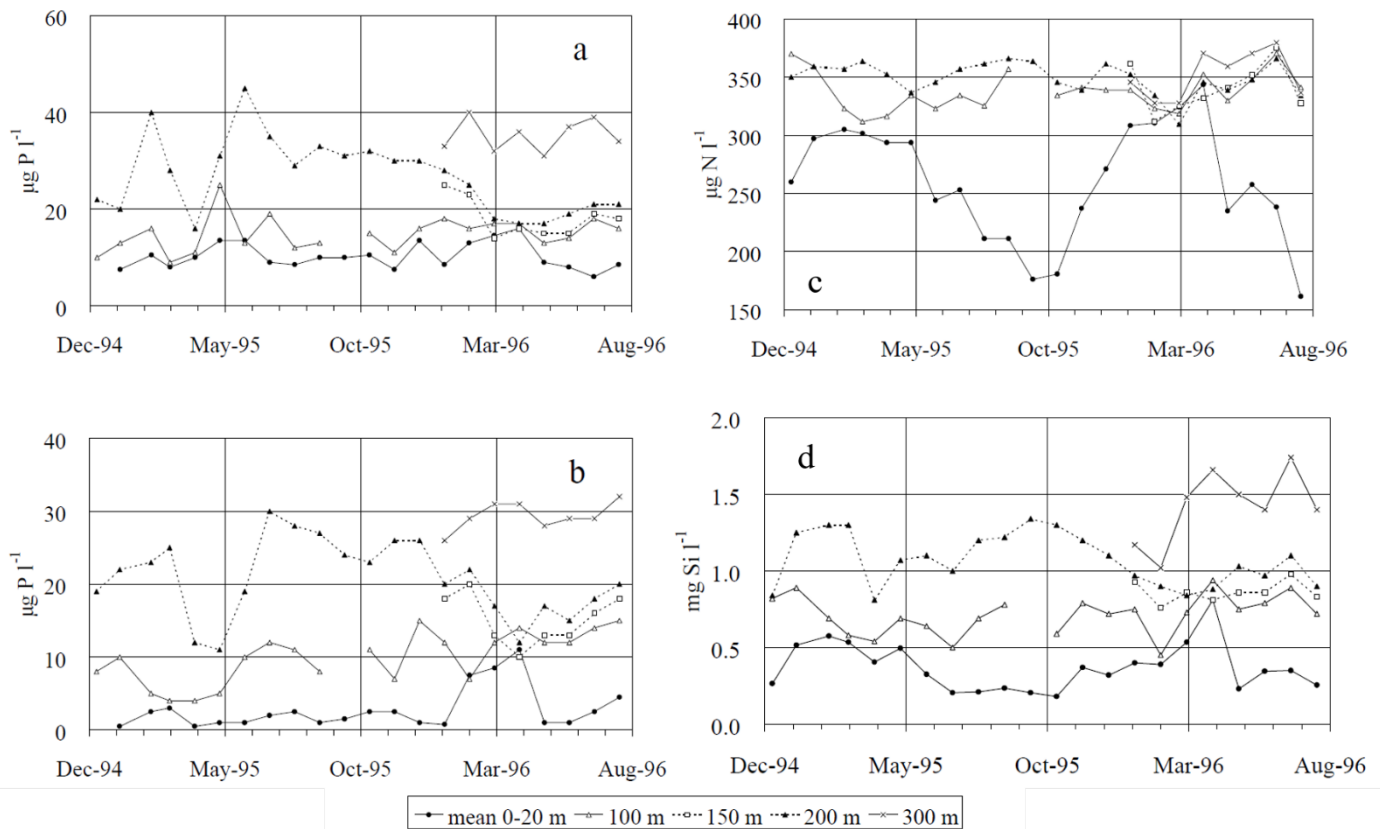 60
40
20
0
µg P l⁻¹
a
Dec-94 May-95 Oct-95 Mar-96 Aug-96
400
350
300
250
200
150
µg N l⁻¹
c
Dec-94 May-95 Oct-95 Mar-96 Aug-96
40
30
20
10
0
µg P l⁻¹
b
Dec-94 May-95 Oct-95 Mar-96 Aug-96
2.0
1.5
1.0
0.5
0.0
mg Si l⁻¹
d
Dec-94 May-95 Oct-95 Mar-96 Aug-96
mean 0-20 m 100 m 150 m 200 m 300 m